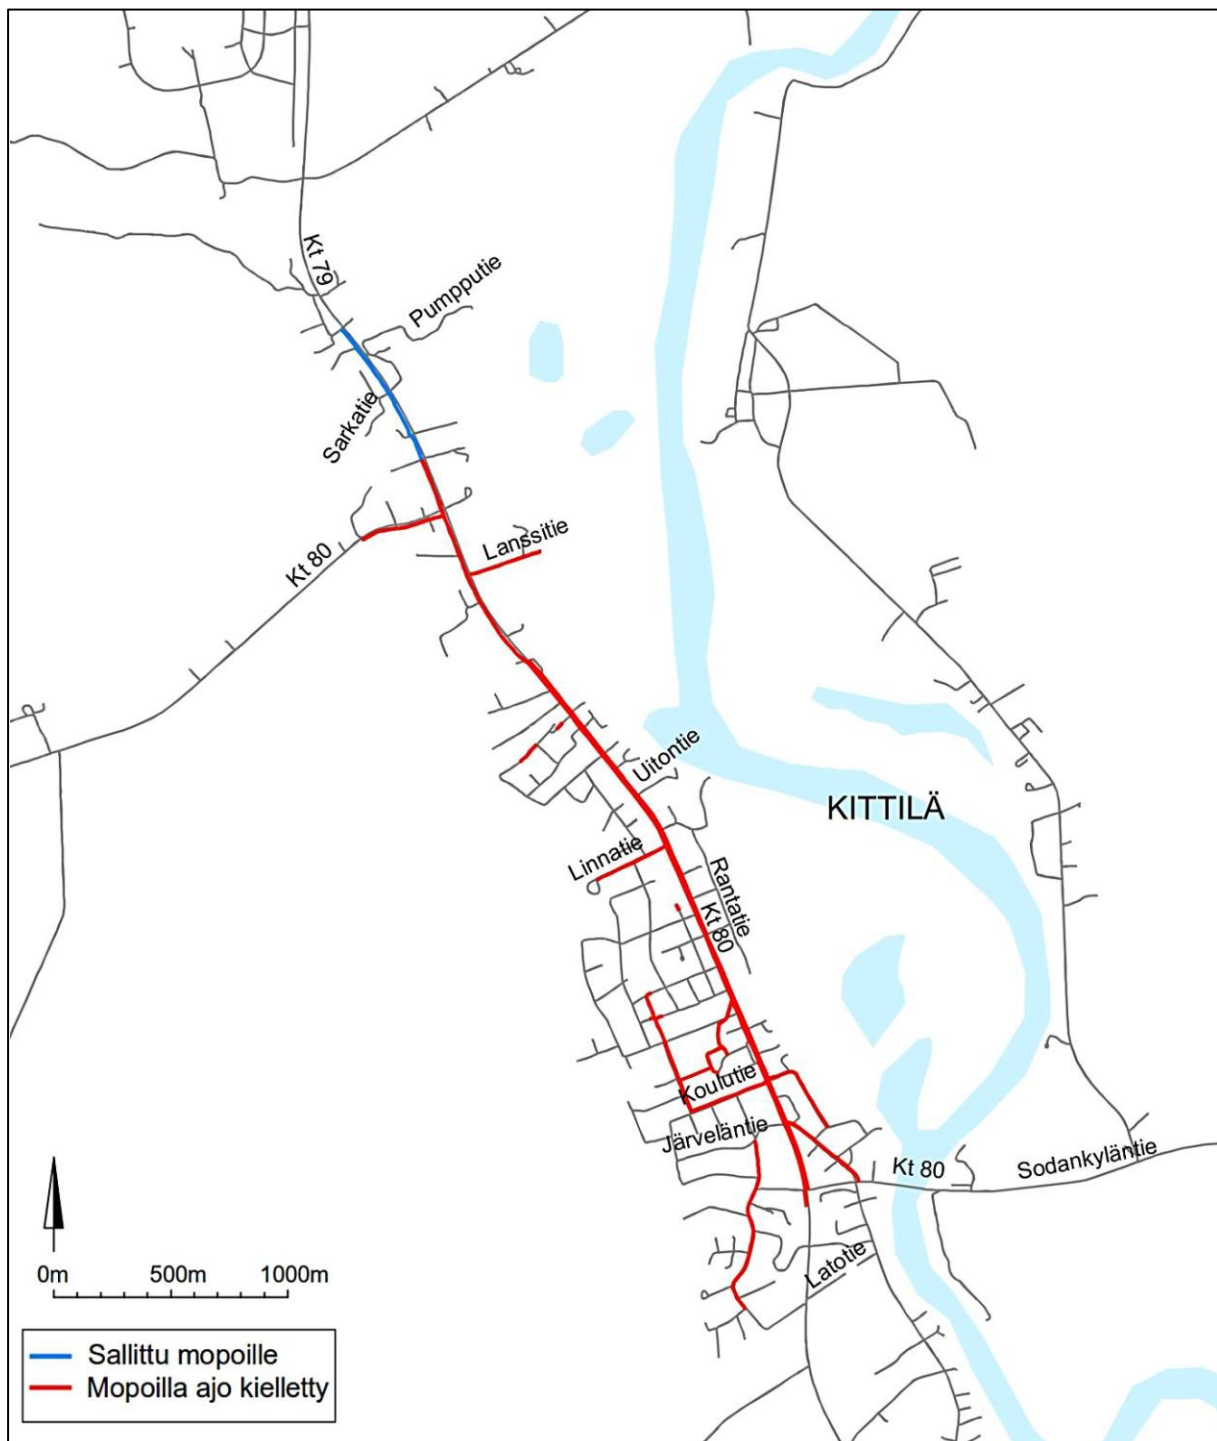 Kt 79
Pumpputie
Sarkatie
Lanssitie
Kt 80
Uitontie
KITTILÄ
Linnatie
Rantatie
Kt 80
Koulutie
Järveläntie
Kt 80
Sodankyläntie
Latotie
0m 500m 1000m
Sallittu mopoille
Mopoilla ajo kielletty